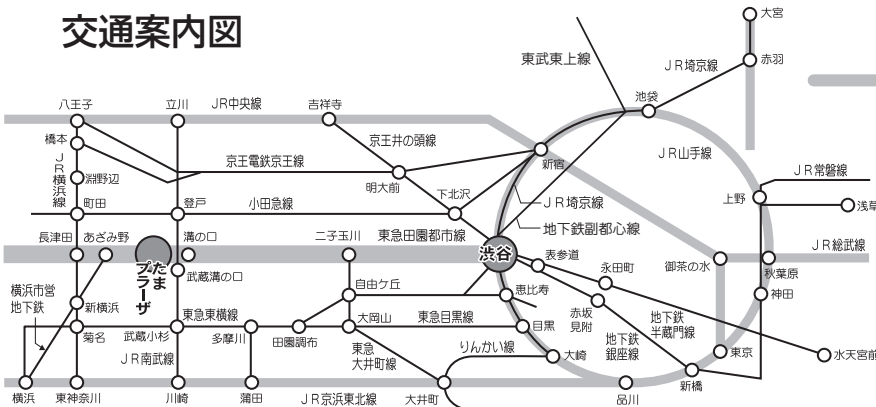 交通案内図
大宮
赤羽
東武東上線
ＪＲ埼京線
池袋
八王子
立川
JR中央線
吉祥寺
橋本
京王井の頭線
ＪＲ山手線
ＪＲ横浜線
京王電鉄京王線
新宿
ＪＲ常磐線
淵野辺
明大前
下北沢
上野
浅草
町田
登戸
小田急線
ＪＲ埼京線
地下鉄副都心線
長津田
あざみ野
溝の口
二子玉川
東急田園都市線
渋谷
表参道
ＪＲ総武線
たま
プラーザ
武蔵溝の口
永田町
御茶の水
秋葉原
横浜市営
地下鉄
新横浜
自由ケ丘
恵比寿
赤坂
見附
神田
東急東横線
大岡山
東急目黒線
目黒
地下鉄
半蔵門線
菊名
武蔵小杉
多摩川
田園調布
地下鉄
銀座線
ＪＲ南武線
東急
大井町線
りんかい線
大崎
東京
水天宮前
新橋
横浜
東神奈川
川崎
蒲田
ＪＲ京浜東北線
大井町
品川